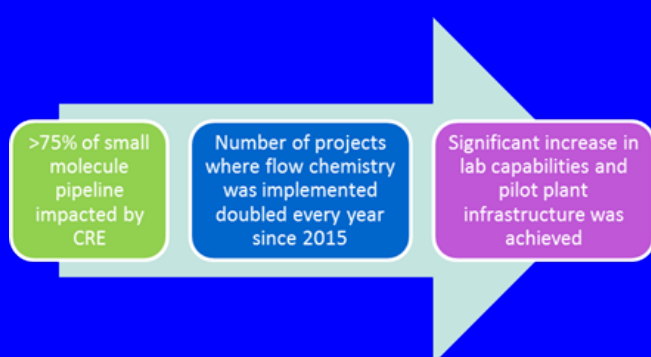 >75% of small
molecule
pipeline
impacted by
CRE
Number of projects
where flow chemistry
was implemented
doubled every year
since 2015
Significant increase in
lab capabilities and
pilot plant
infrastructure was
achieved